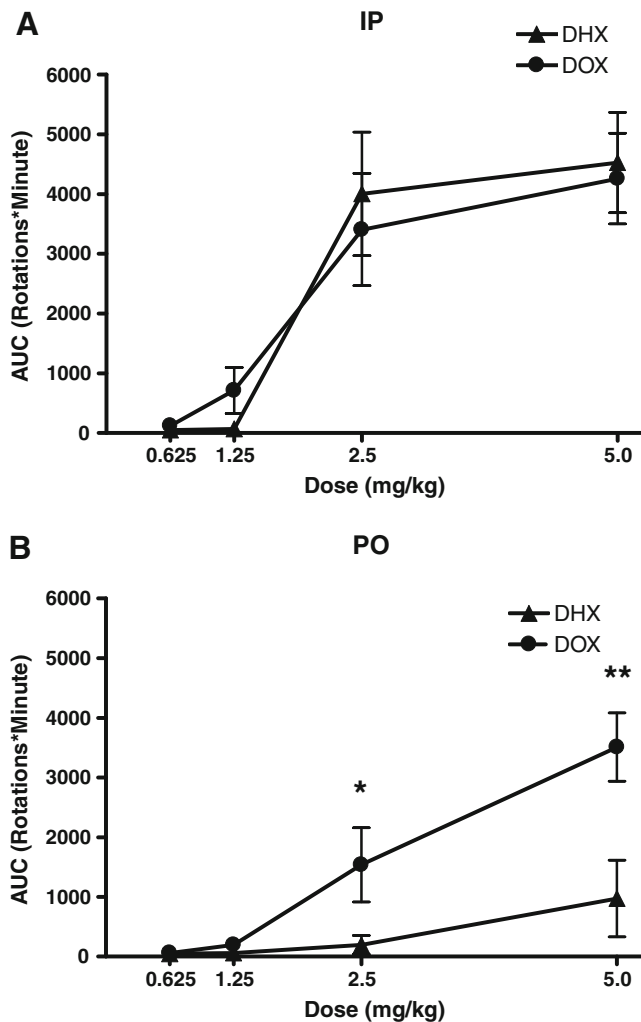 A
IP
DHX
DOX
6000
5000
4000
3000
2000
1000
0
AUC (Rotations*Minute)
0.625 1.25 2.5 5.0
Dose (mg/kg)
B
PO
DHX
DOX
6000
5000
4000
3000
2000
1000
0
AUC (Rotations*Minute)
*
**
0.625 1.25 2.5 5.0
Dose (mg/kg)